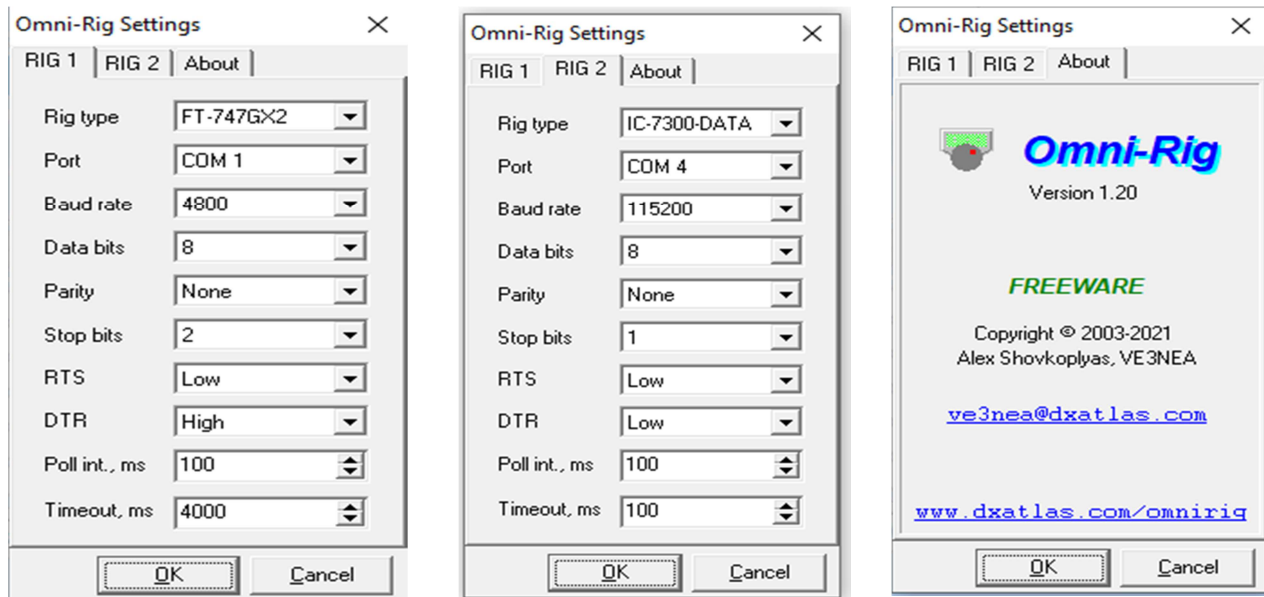 Omni-Rig Settings
RIG 1 RIG 2 About
Rig type FT-747GX2
Port COM 1
Baud rate 4800
Data bits 8
Parity None
Stop bits 2
RTS Low
DTR High
Poll int., ms 100
Timeout, ms 4000
OK Cancel
Omni-Rig Settings
RIG 1 RIG 2 About
Rig type IC-7300-DATA
Port COM 4
Baud rate 115200
Data bits 8
Parity None
Stop bits 1
RTS Low
DTR Low
Poll int., ms 100
Timeout, ms 100
OK Cancel
Omni-Rig Settings
RIG 1 RIG 2 About
Omni-Rig
Version 1.20
FREEWARE
Copyright © 2003-2021
Alex Shovkoplyas, VE3NEA
ve3nea@dxatlas.com
www.dxatlas.com/omnirig
OK Cancel